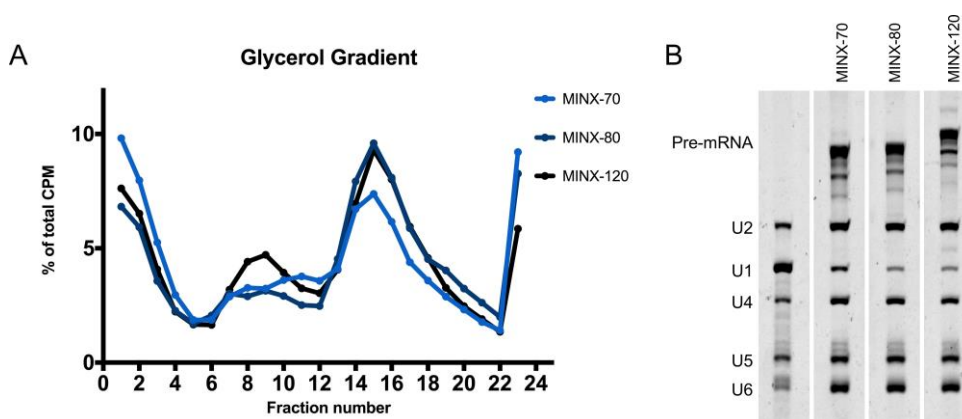 A
Glycerol Gradient
% of total CPM
10
5
0
0 2 4 6 8 10 12 14 16 18 20 22 24
Fraction number
MINX-70
MINX-80
MINX-120
B
MINX-70
MINX-80
MINX-120
Pre-mRNA
U2
U1
U4
U5
U6